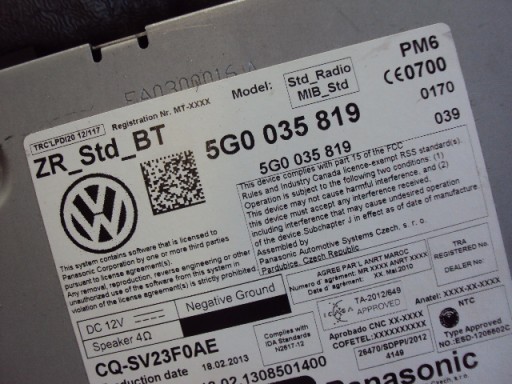 TRC'LPDI20 12/117
Registration Nr. MT-XXXX
Model:
Std_Radio
MIB_Std
PM6
CE0700
0170
039
ZR_Std_BT
5G0 035 819
5G0 035 819
This device complies with part 15 of the FCC
Rules and Industry Canada licence-exempt RSS standard(s).
Operation is subject to the following two conditions: (1)
this device may not cause harmful interference, and (2)
this device must accept any interference received,
including interference that may cause undesired operation
of the device.Subchapter J in effect as of date of manufacture.
Assembled by
Panasonic Automotive Systems Czech, s. r. o.
Pardubice, Czech Republic
VW
This system contains software that is licensed to
Panasonic Corporation by one or more third parties
pursuant to license agreement(s).
Any removal, reproduction, reverse engineering or other
unauthorized use of the software from this system in
violation of the license agreement(s) is strictly prohibited
DC 12V
Negative Ground
Speaker 4Ω
AGREE PAR L ANRT MAROC
Numero d'agrément: MR XXXX ANRT XXXX
Date d'agrément: XX Mai 2010
TRA
REGISTERED No:
DEALER No:
CQ-SV23F0AE
Complies with
IDA Standards
N2617-12
TA-2012/649
APPROVED
Anatel: XXXX-XX-XXXX
Aprobado CNC XX-XXXX
COFETEL:XXXXXXXXXX
26470/SDPPI/2012
4149
NTC
Type Approved
No:
Production date
18.02.2013
1308501400
Panasonic